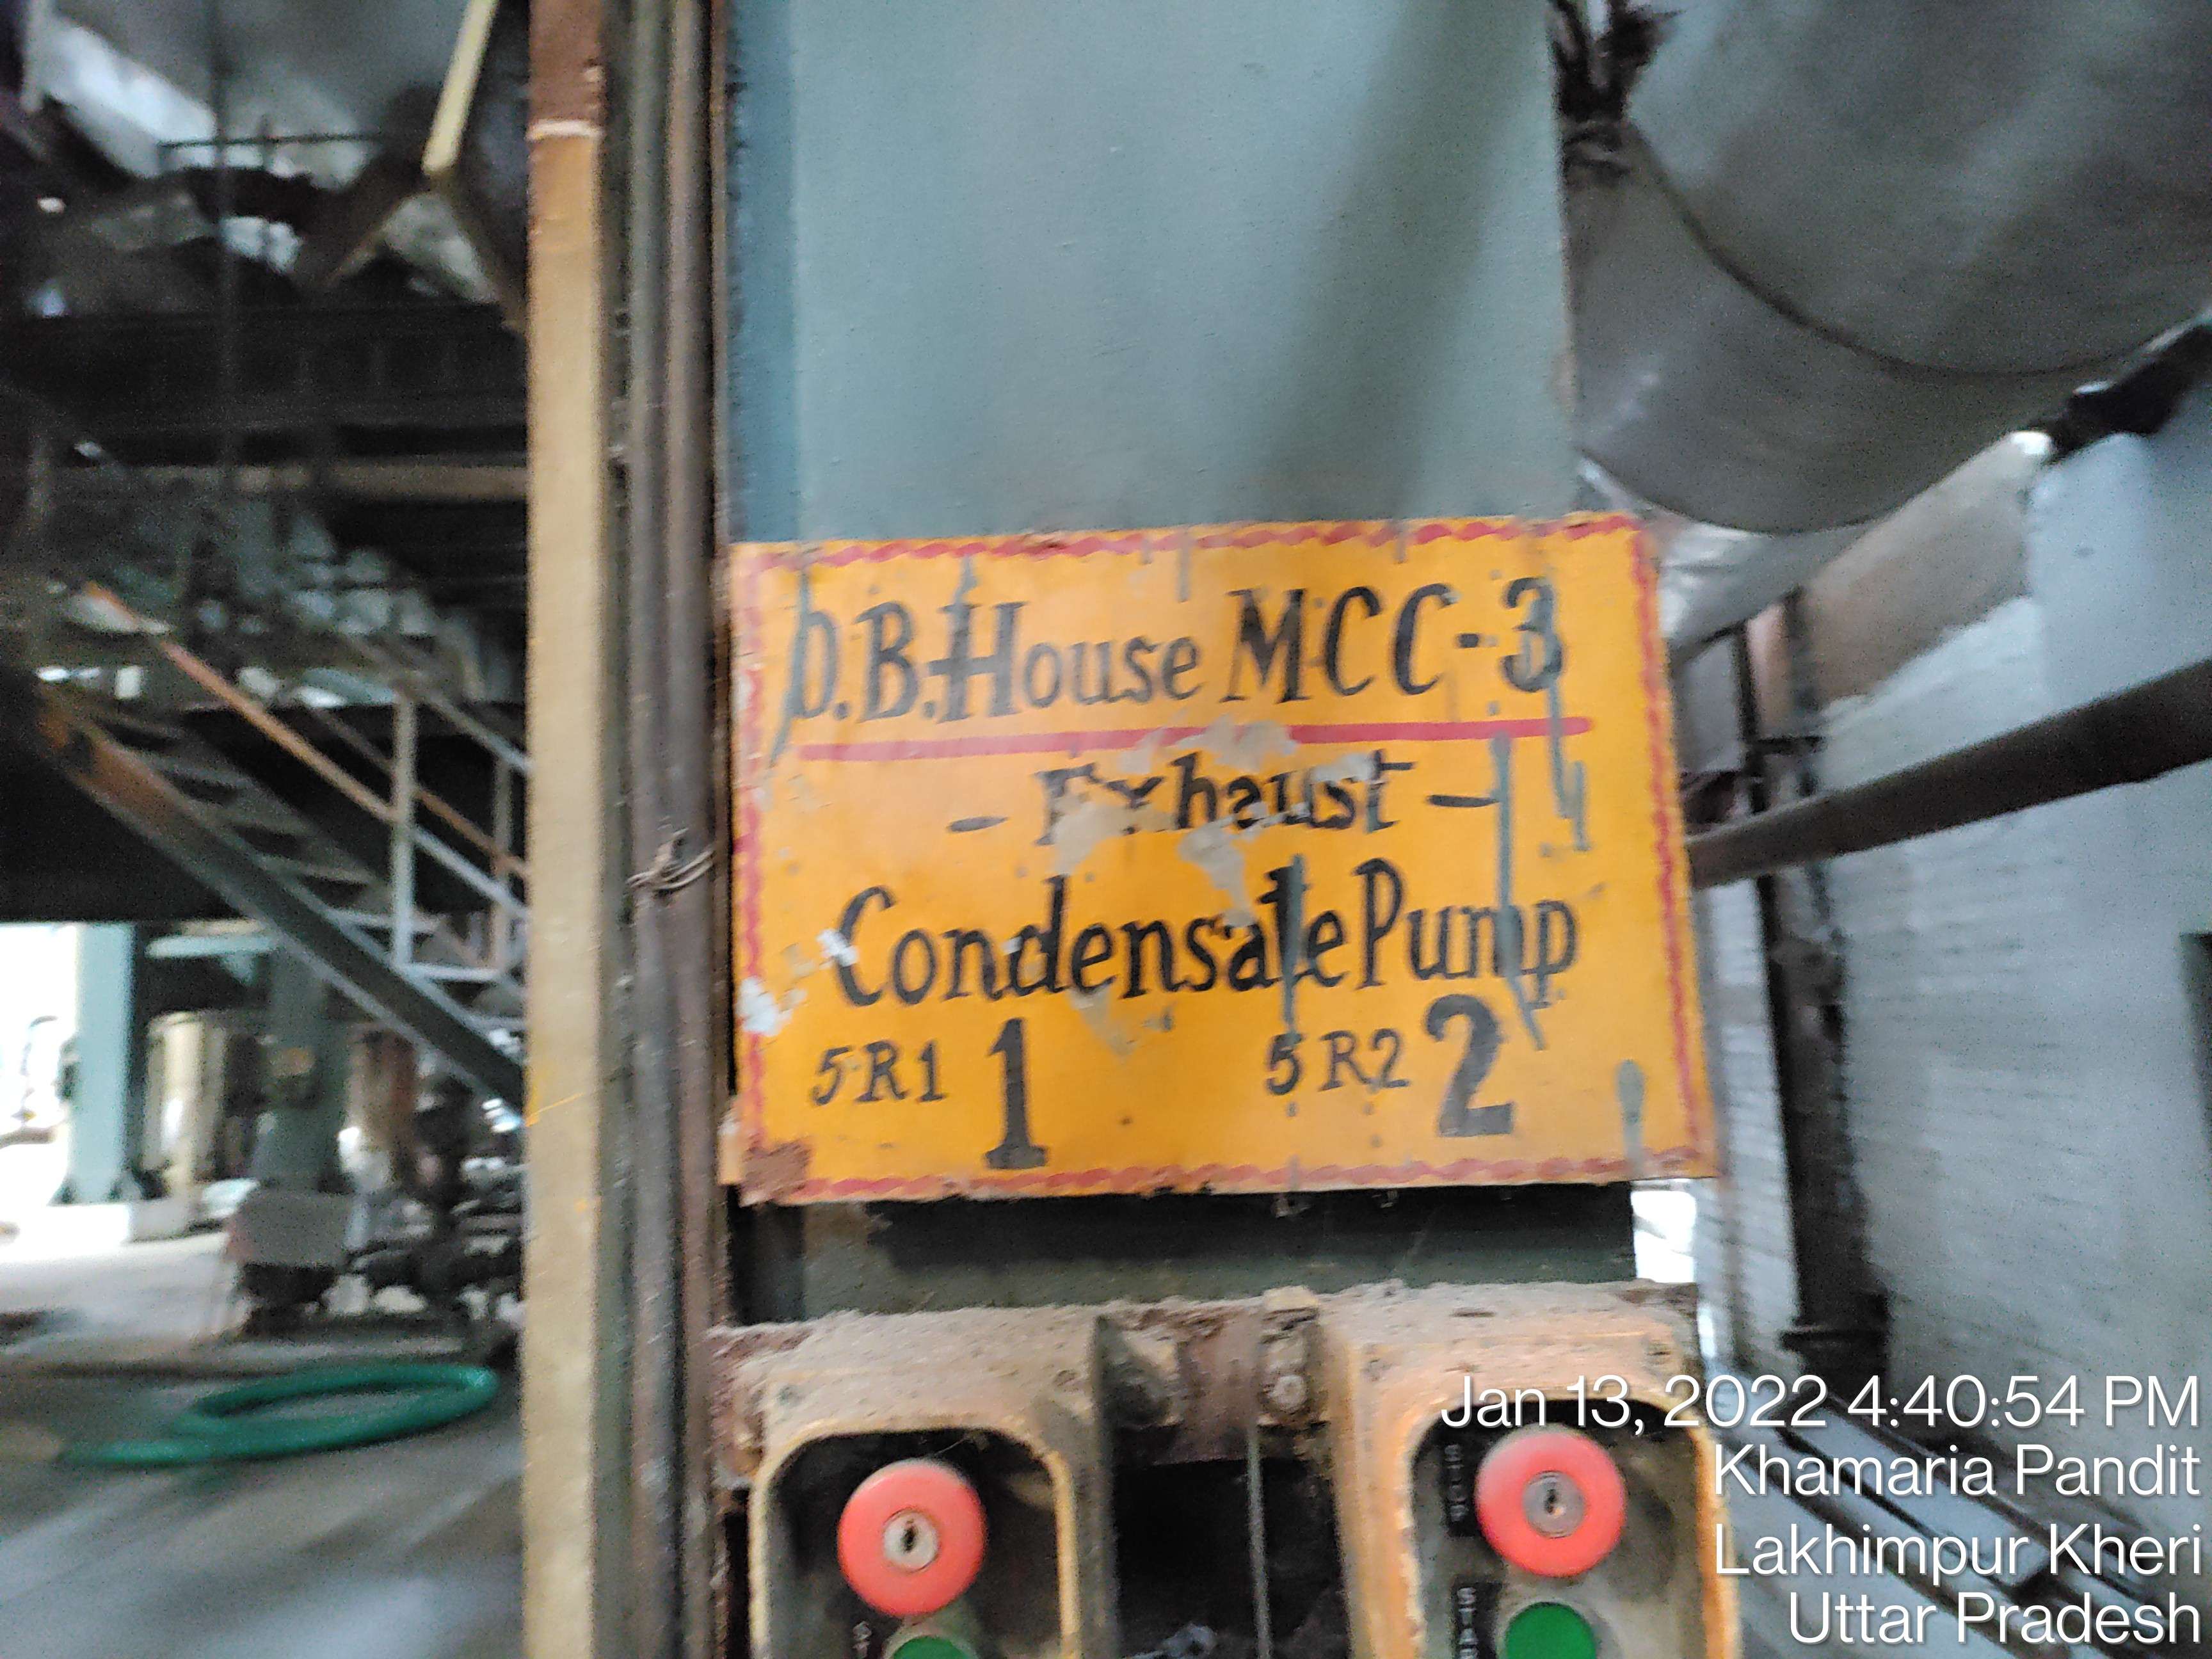 D.B.House MCC-3
- Exhaust -
Condensate Pump
5R1 1 5R2 2
STOP
Jan 13, 2022 4:40:54 PM
Khamaria Pandit
Lakhimpur Kheri
Uttar Pradesh